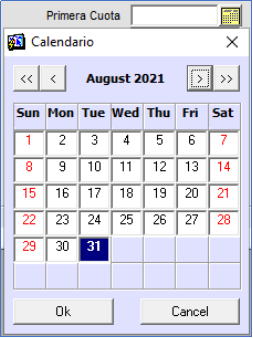 Primera Cuota
Calendario
<< < August 2021 > >>
Sun Mon Tue Wed Thu Fri Sat
1 2 3 4 5 6 7
8 9 10 11 12 13 14
15 16 17 18 19 20 21
22 23 24 25 26 27 28
29 30 31
Ok Cancel